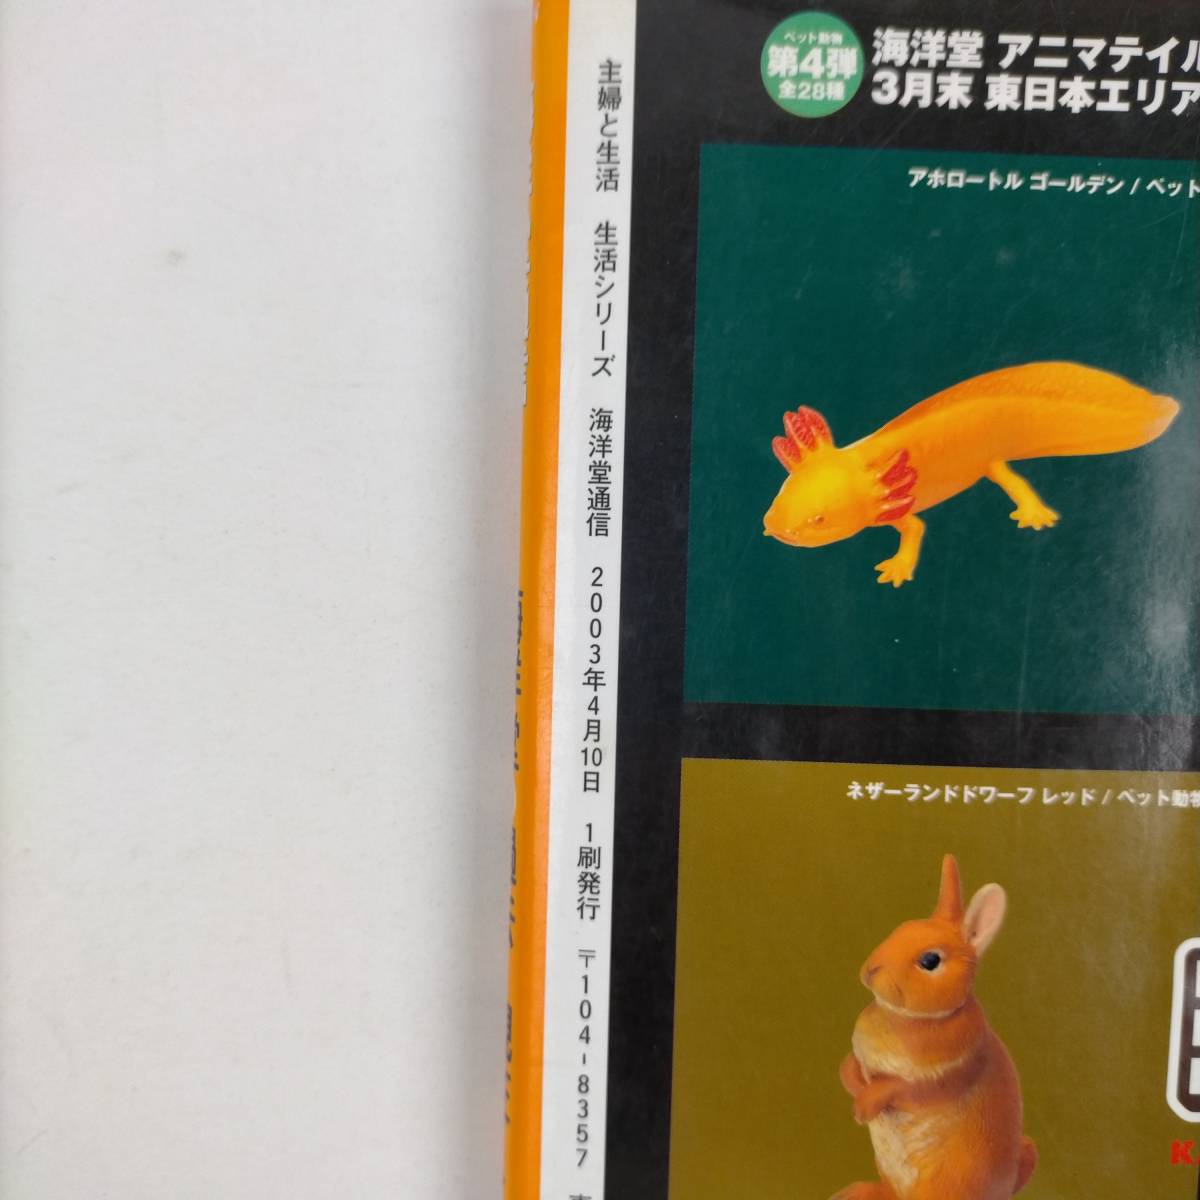 主婦と生活 生活シリーズ 海洋堂通信 2003年4月10日 1刷発行 〒104-8357
ペット動物
第4弾
全28種
海洋堂 アニマテイル
3月末 東日本エリア
アホロートル ゴールデン / ペット
ネザーランドドワーフ レッド / ペット動物
K